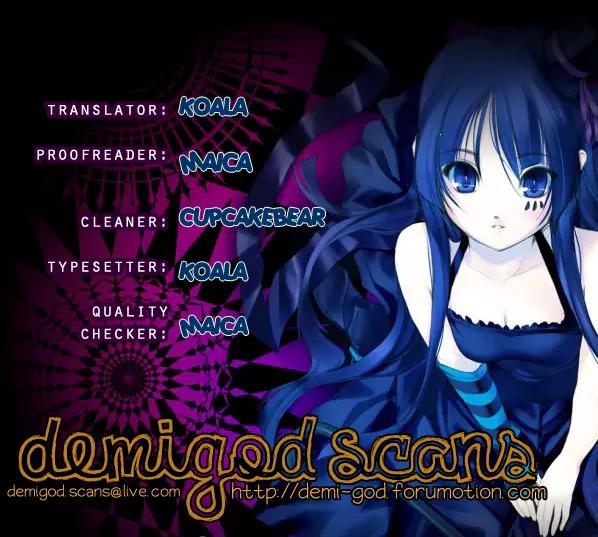 TRANSLATOR: KOALA
PROOFREADER: MAICA
CLEANER: CUPCAKEBEAR
TYPESETTER: KOALA
QUALITY
CHECKER: MAICA
demigod scans
demigod.scans@live.com http://demi-god.forumotion.com